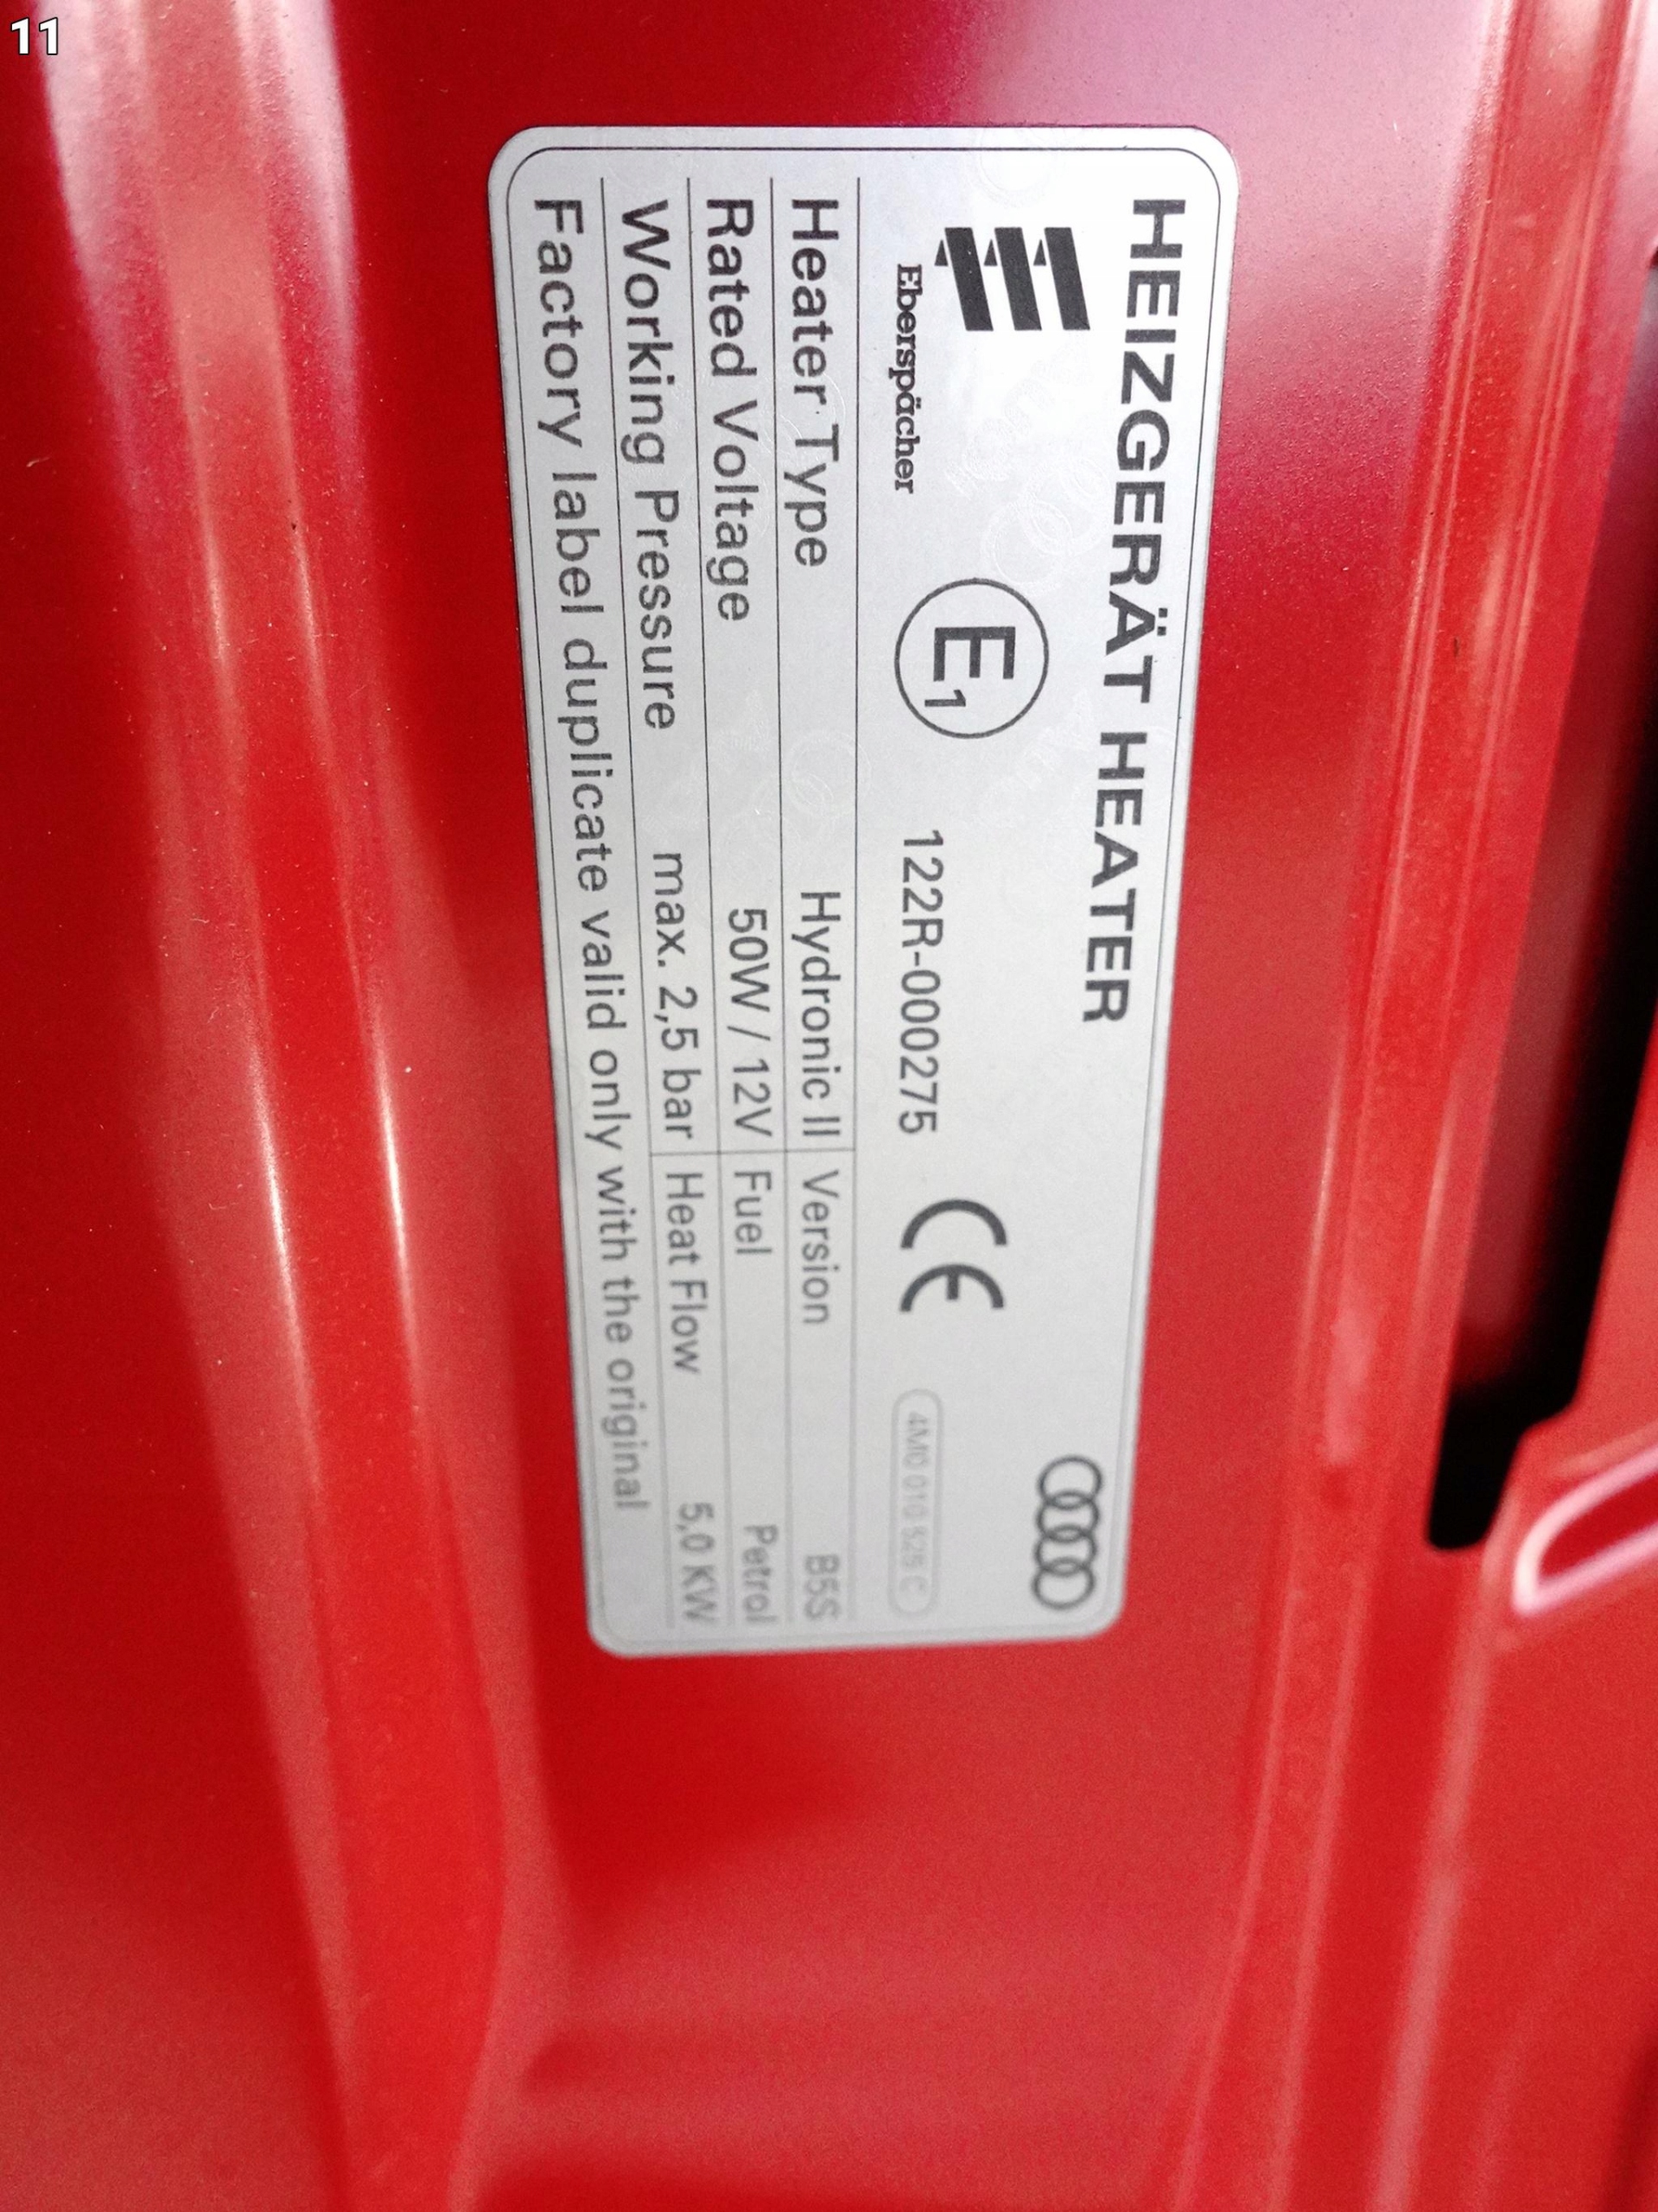 11
HEIZGERÄT HEATER
Eberspächer
E1
122R-000275
CE
4M0 010 525 C
Heater Type Hydronic II Version B5S
Rated Voltage 50W / 12V Fuel Petrol
Working Pressure max. 2,5 bar Heat Flow 5,0 KW
Factory label duplicate valid only with the original